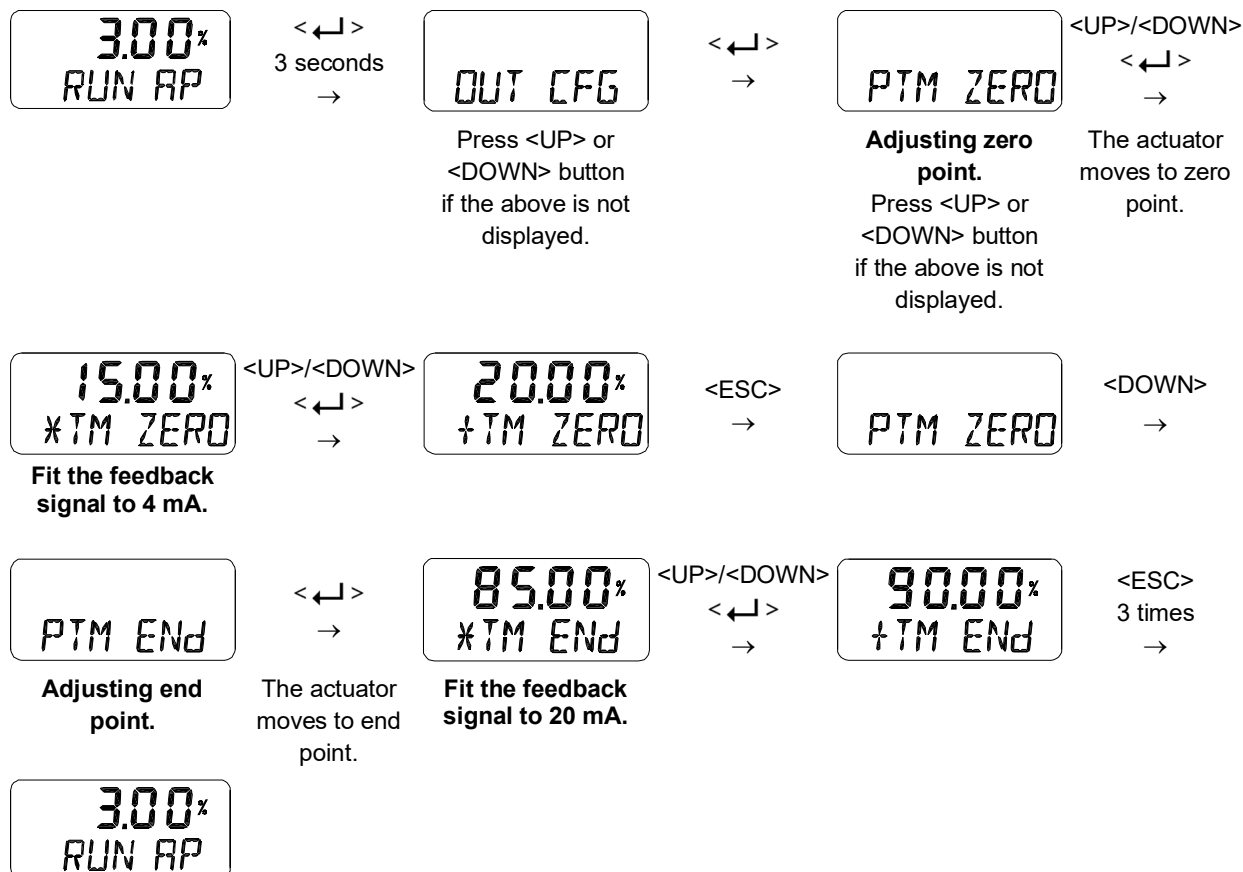 3.00%
RUN AP
<↵>
3 seconds
→
OUT CFG
Press <UP> or
<DOWN> button
if the above is not
displayed.
<↵>
→
PTM ZERO
Adjusting zero
point.
Press <UP> or
<DOWN> button
if the above is not
displayed.
<UP>/<DOWN>
<↵>
→
The actuator
moves to zero
point.
15.00%
*TM ZERO
Fit the feedback
signal to 4 mA.
<UP>/<DOWN>
<↵>
→
20.00%
+TM ZERO
<ESC>
→
PTM ZERO
<DOWN>
→
PTM ENd
Adjusting end
point.
<↵>
→
The actuator
moves to end
point.
85.00%
*TM ENd
Fit the feedback
signal to 20 mA.
<UP>/<DOWN>
<↵>
→
90.00%
+TM ENd
<ESC>
3 times
→
3.00%
RUN AP